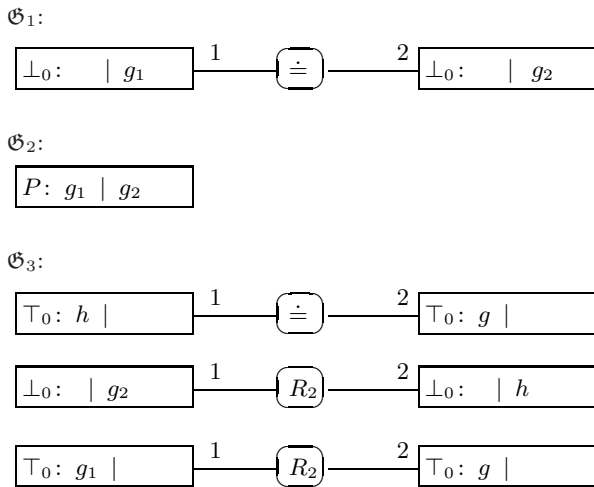 𝔊₁:
⊥₀: | g₁ 1 ≐ 2 ⊥₀: | g₂
𝔊₂:
P: g₁ | g₂
𝔊₃:
⊤₀: h | 1 ≐ 2 ⊤₀: g |
⊥₀: | g₂ 1 R₂ 2 ⊥₀: | h
⊤₀: g₁ | 1 R₂ 2 ⊤₀: g |